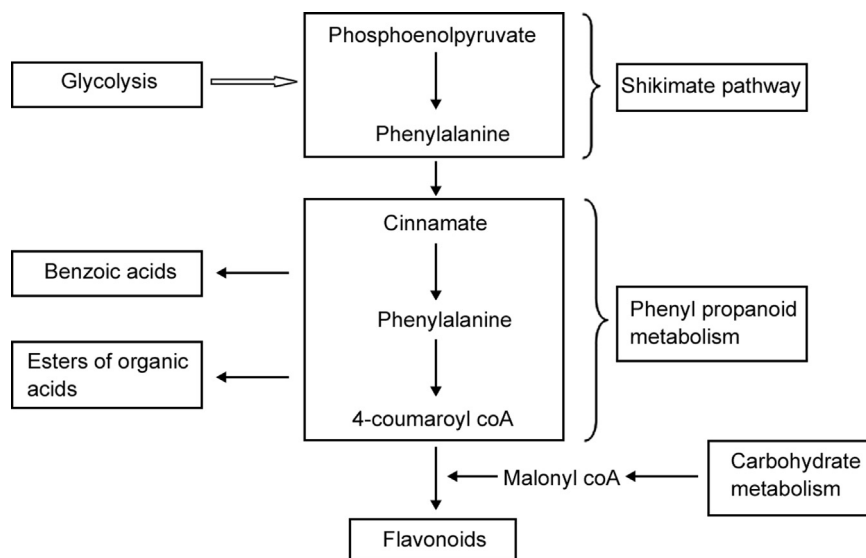 Phosphoenolpyruvate
Glycolysis
Shikimate pathway
Phenylalanine
Cinnamate
Benzoic acids
Phenylalanine
Phenyl propanoid
metabolism
Esters of organic
acids
4-coumaroyl coA
Malonyl coA
Carbohydrate
metabolism
Flavonoids